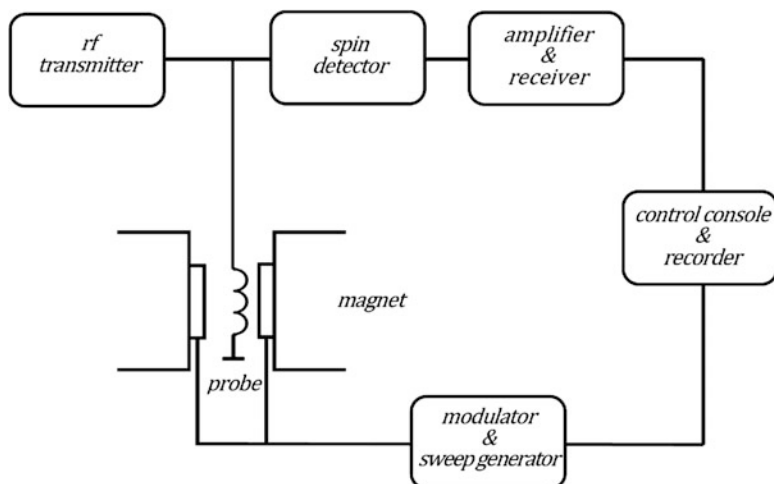 rf
transmitter
spin
detector
amplifier
&
receiver
control console
&
recorder
magnet
probe
modulator
&
sweep generator